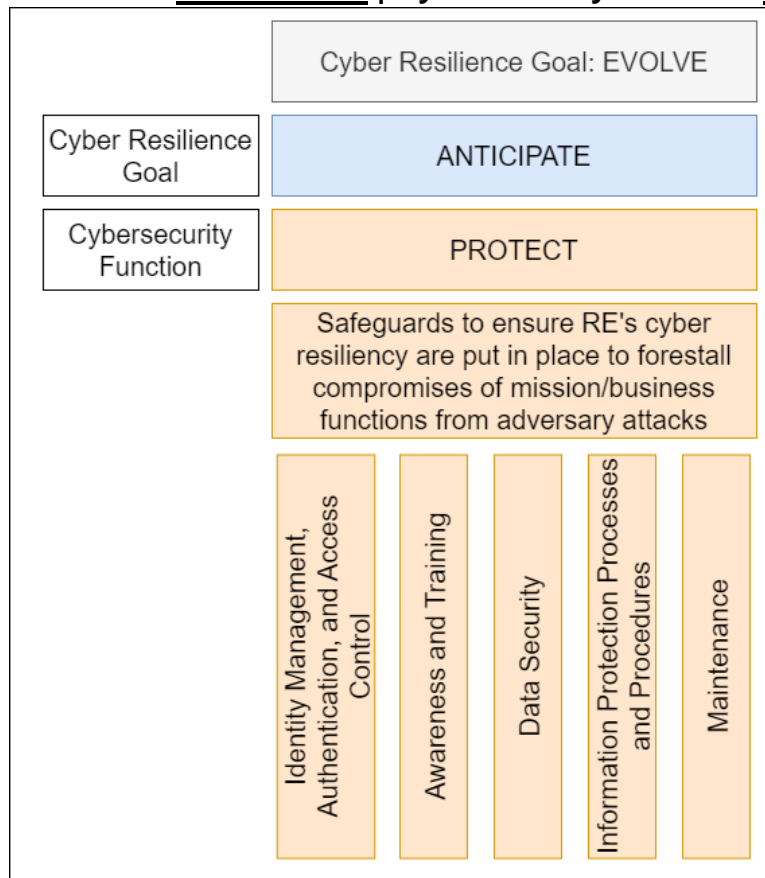 Cyber Resilience Goal: EVOLVE
Cyber Resilience
Goal
ANTICIPATE
Cybersecurity
Function
PROTECT
Safeguards to ensure RE's cyber
resiliency are put in place to forestall
compromises of mission/business
functions from adversary attacks
Identity Management,
Authentication, and Access
Control
Awareness and Training
Data Security
Information Protection Processes
and Procedures
Maintenance